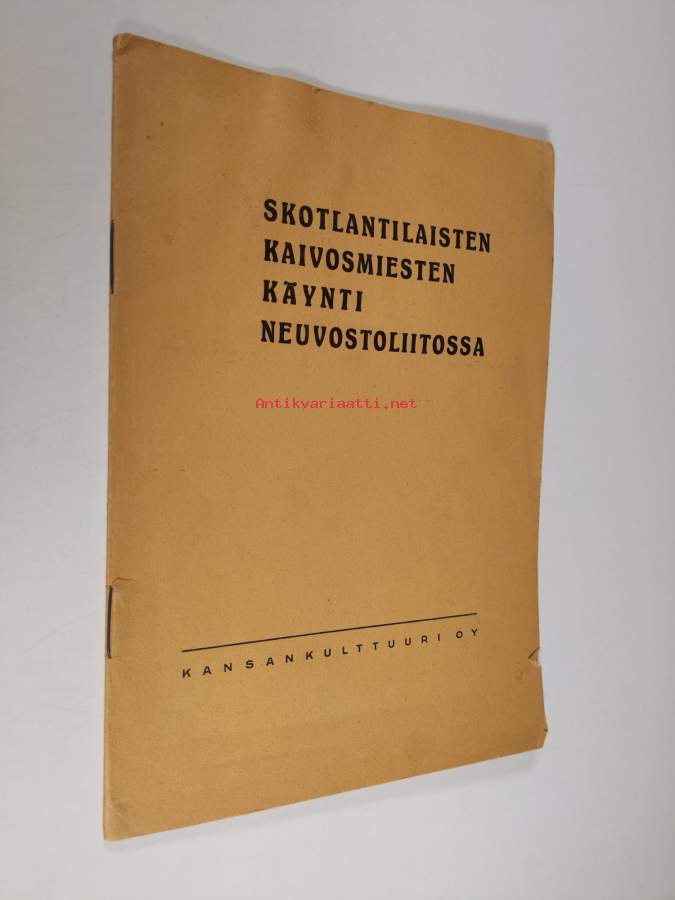 SKOTLANTILAISTEN
KAIVOSMIESTEN
KÄYNTI
NEUVOSTOLIITOSSA
Antikvariaatti.net
KANSANKULTTUURI OY